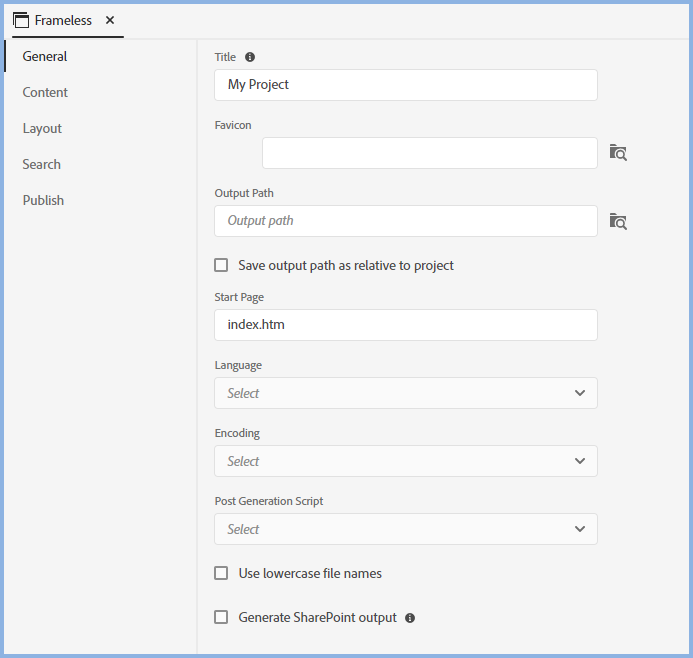 Frameless
General
Content
Layout
Search
Publish
Title
My Project
Favicon
Output Path
Output path
Save output path as relative to project
Start Page
index.htm
Language
Select
Encoding
Select
Post Generation Script
Select
Use lowercase file names
Generate SharePoint output